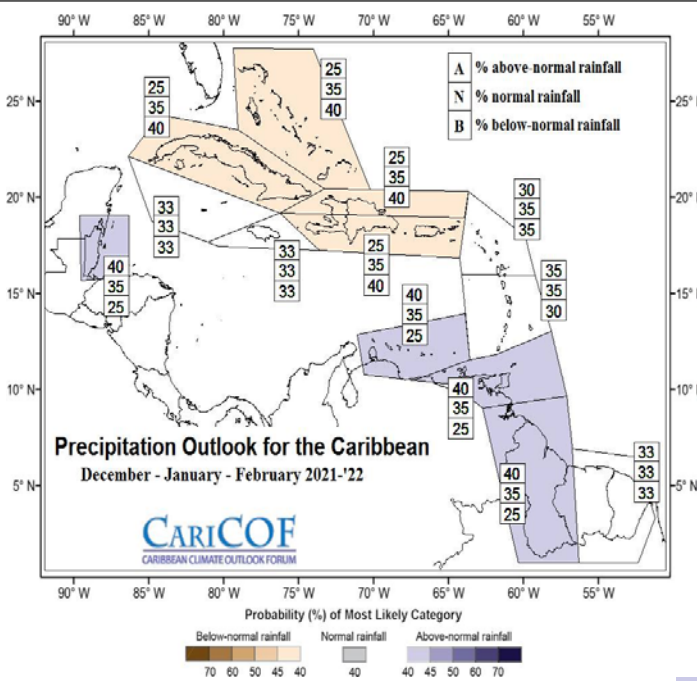 90° W 85° W 80° W 75° W 70° W 65° W 60° W 55° W
A % above-normal rainfall
N % normal rainfall
B % below-normal rainfall
25° N
20° N
15° N
10° N
5° N
25° N
20° N
15° N
10° N
5° N
25
35
40
25
35
40
25
35
40
30
35
35
33
33
33
33
33
33
25
35
40
35
35
30
40
35
25
40
35
25
40
35
25
40
35
25
33
33
33
Precipitation Outlook for the Caribbean
December - January - February 2021-'22
CARICOF
CARIBBEAN CLIMATE OUTLOOK FORUM
90° W 85° W 80° W 75° W 70° W 65° W 60° W 55° W
Probability (%) of Most Likely Category
Below-normal rainfall Normal rainfall Above-normal rainfall
70 60 50 45 40 40 40 45 50 60 70